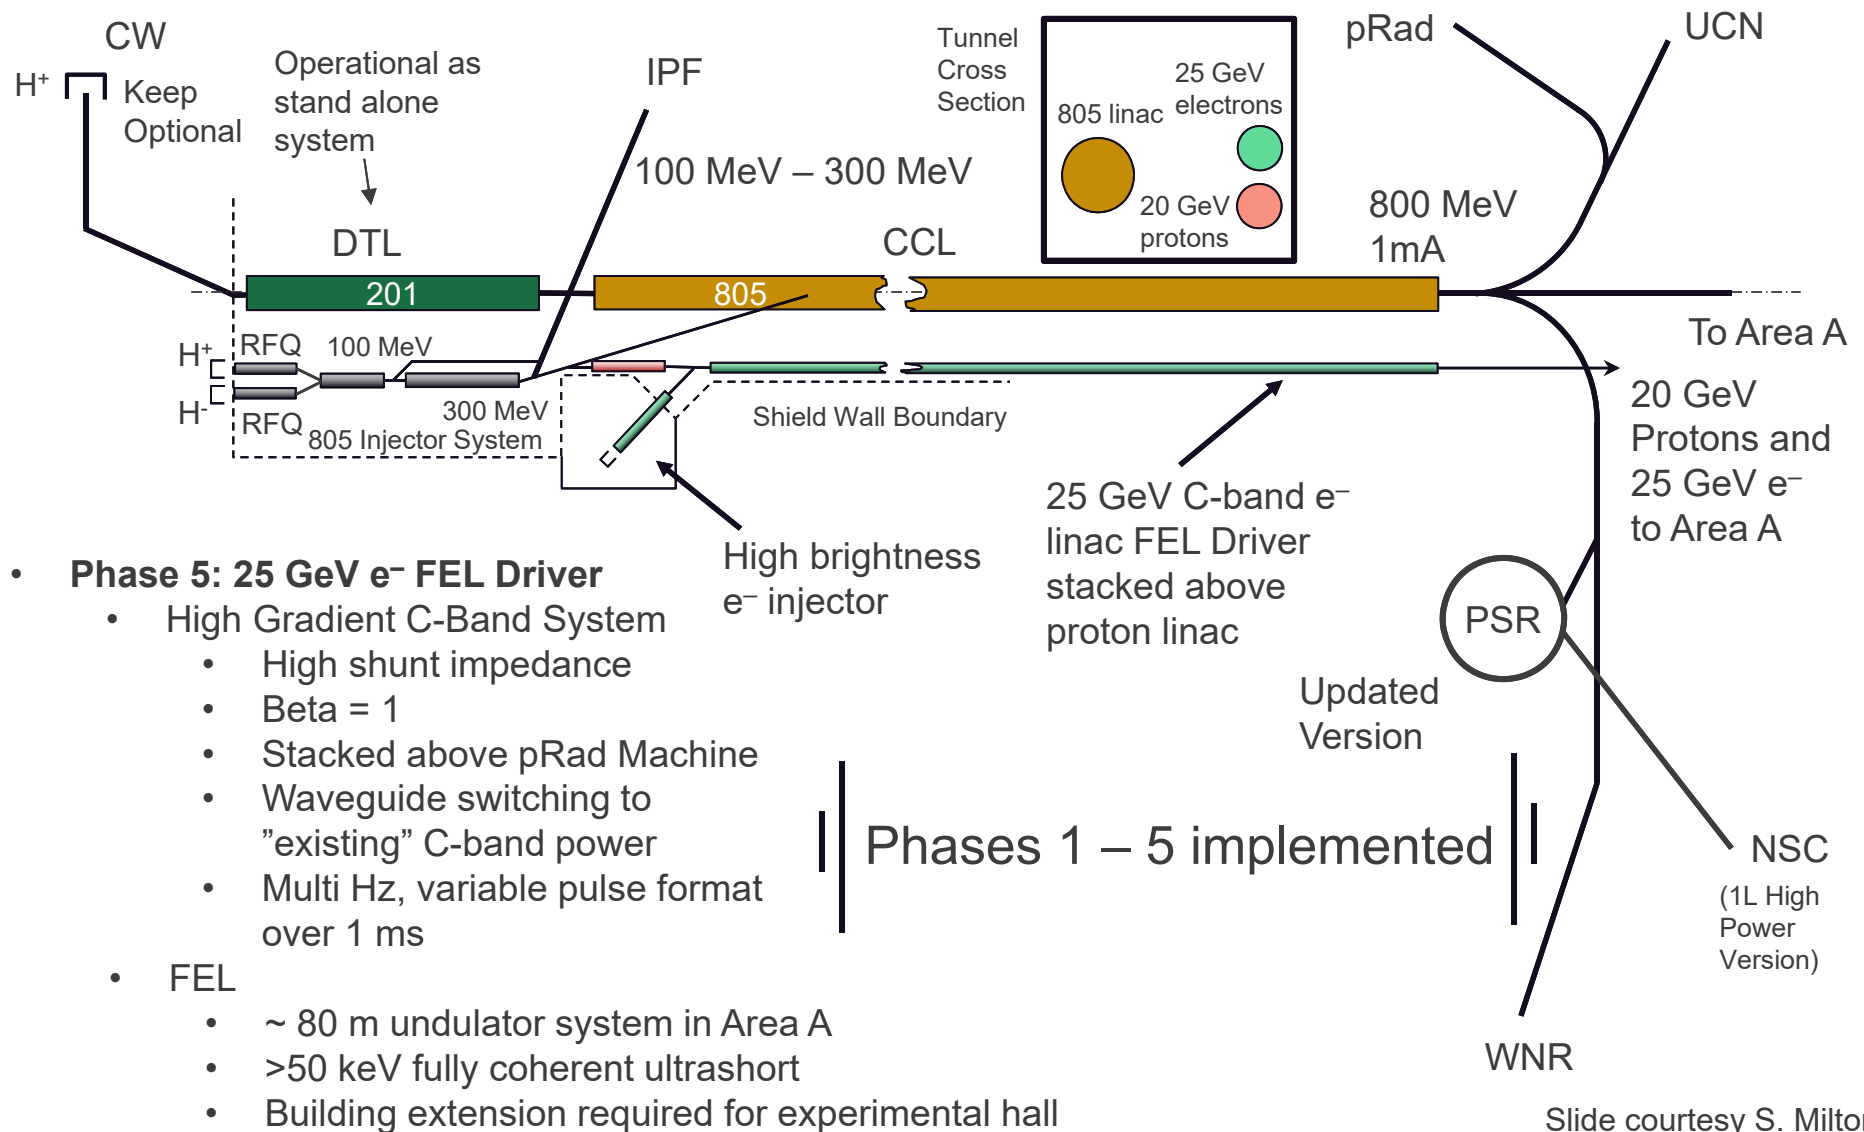 CW
H+
Keep
Optional
Operational as
stand alone
system
IPF
100 MeV – 300 MeV
Tunnel
Cross
Section
805 linac
25 GeV
electrons
20 GeV
protons
pRad
UCN
800 MeV
1mA
DTL
CCL
201
805
To Area A
H+
RFQ
100 MeV
H-
RFQ
300 MeV
805 Injector System
Shield Wall Boundary
20 GeV
Protons and
25 GeV e–
to Area A
High brightness
e– injector
25 GeV C-band e–
linac FEL Driver
stacked above
proton linac
PSR
Updated
Version
NSC
(1L High
Power
Version)
WNR
• Phase 5: 25 GeV e– FEL Driver
• High Gradient C-Band System
• High shunt impedance
• Beta = 1
• Stacked above pRad Machine
• Waveguide switching to
”existing” C-band power
• Multi Hz, variable pulse format
over 1 ms
• FEL
• ~ 80 m undulator system in Area A
• >50 keV fully coherent ultrashort
• Building extension required for experimental hall
Phases 1 – 5 implemented
Slide courtesy S. Milton